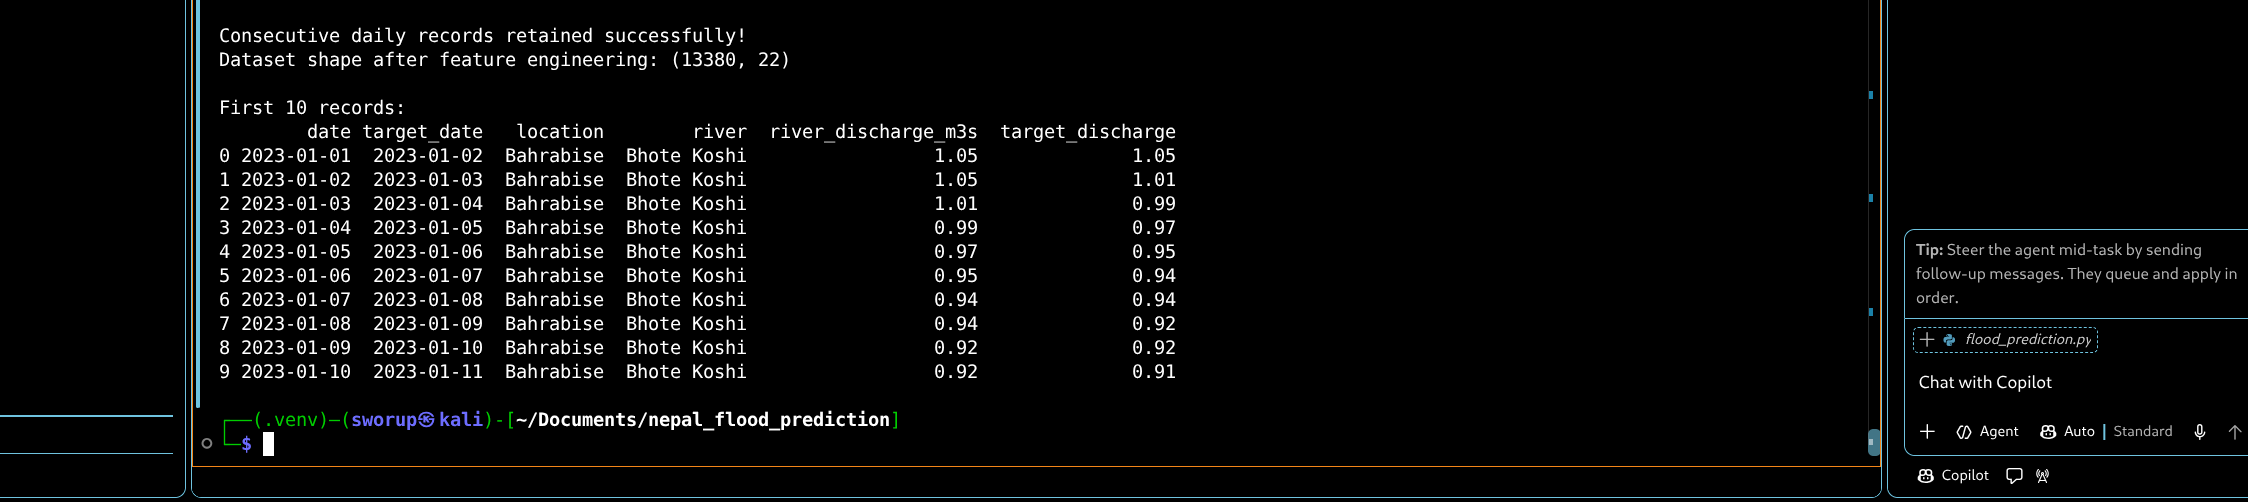 Consecutive daily records retained successfully!
Dataset shape after feature engineering: (13380, 22)
First 10 records:
date target_date location river river_discharge_m3s target_discharge
0 2023-01-01 2023-01-02 Bahrabise Bhote Koshi 1.05 1.05
1 2023-01-02 2023-01-03 Bahrabise Bhote Koshi 1.05 1.01
2 2023-01-03 2023-01-04 Bahrabise Bhote Koshi 1.01 0.99
3 2023-01-04 2023-01-05 Bahrabise Bhote Koshi 0.99 0.97
4 2023-01-05 2023-01-06 Bahrabise Bhote Koshi 0.97 0.95
5 2023-01-06 2023-01-07 Bahrabise Bhote Koshi 0.95 0.94
6 2023-01-07 2023-01-08 Bahrabise Bhote Koshi 0.94 0.94
7 2023-01-08 2023-01-09 Bahrabise Bhote Koshi 0.94 0.92
8 2023-01-09 2023-01-10 Bahrabise Bhote Koshi 0.92 0.92
9 2023-01-10 2023-01-11 Bahrabise Bhote Koshi 0.92 0.91
┌──(.venv)─(sworup㉿kali)-[~/Documents/nepal_flood_prediction]
└─$
Tip: Steer the agent mid-task by sending
follow-up messages. They queue and apply in
order.
flood_prediction.py
Chat with Copilot
Agent Auto | Standard
Copilot